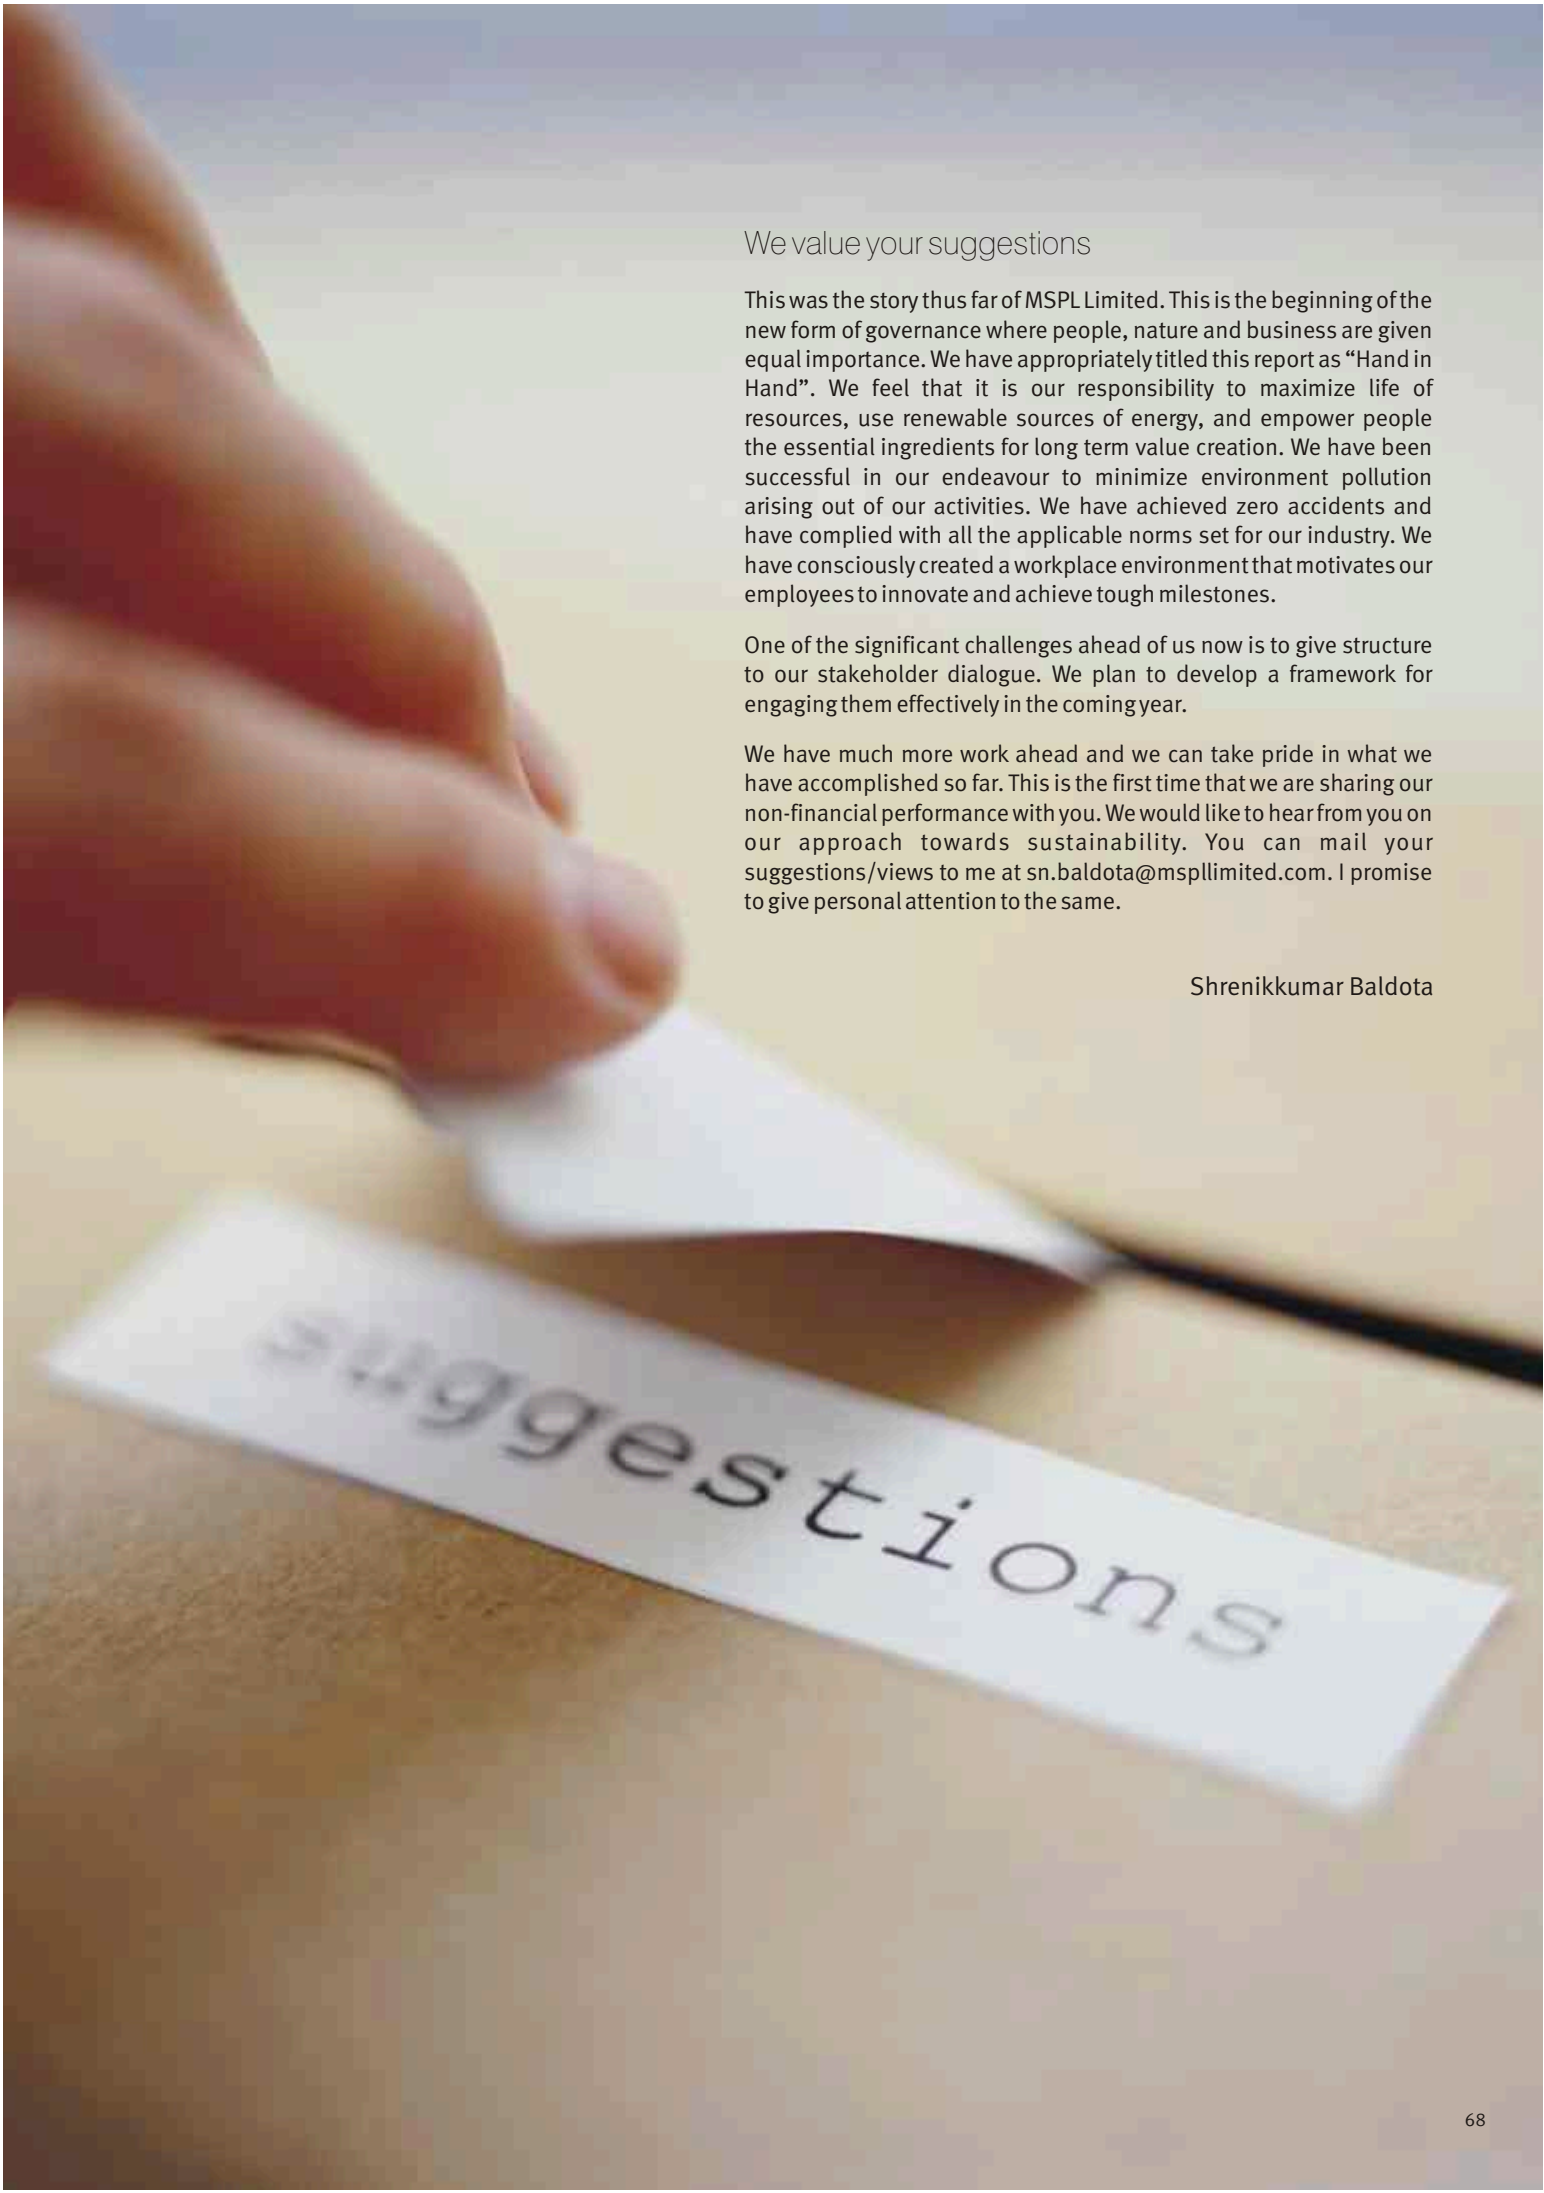 We value your suggestions
This was the story thus far of MSPL Limited. This is the beginning of the
new form of governance where people, nature and business are given
equal importance. We have appropriately titled this report as “Hand in
Hand”. We feel that it is our responsibility to maximize life of
resources, use renewable sources of energy, and empower people
the essential ingredients for long term value creation. We have been
successful in our endeavour to minimize environment pollution
arising out of our activities. We have achieved zero accidents and
have complied with all the applicable norms set for our industry. We
have consciously created a workplace environment that motivates our
employees to innovate and achieve tough milestones.
One of the significant challenges ahead of us now is to give structure
to our stakeholder dialogue. We plan to develop a framework for
engaging them effectively in the coming year.
We have much more work ahead and we can take pride in what we
have accomplished so far. This is the first time that we are sharing our
non-financial performance with you. We would like to hear from you on
our approach towards sustainability. You can mail your
suggestions/views to me at sn.baldota@mspllimited.com. I promise
to give personal attention to the same.
Shrenikkumar Baldota
suggestions
68